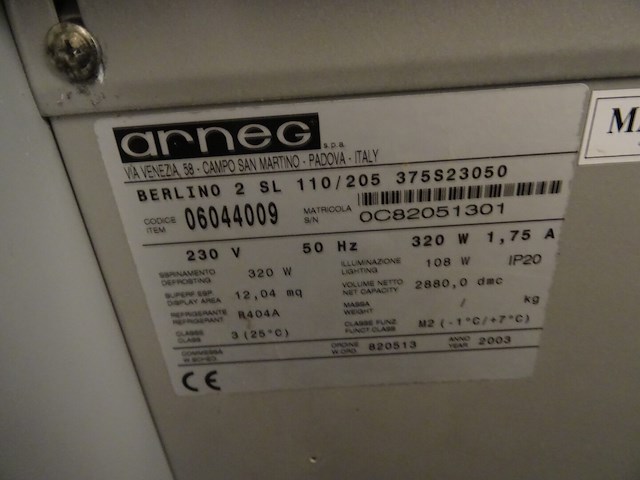 arneG s.p.a.
VIA VENEZIA, 58 - CAMPO SAN MARTINO - PADOVA - ITALY
BERLINO 2 SL 110/205 375S23050
CODICE ITEM 06044009 MATRICOLA S/N 0C82051301
230 V 50 Hz 320 W 1,75 A
SBRINAMENTO DEFROSTING 320 W ILLUMINAZIONE LIGHTING 108 W IP20
SUPERF. ESP. DISPLAY AREA 12,04 mq VOLUME NETTO NET CAPACITY 2880,0 dmc
REFRIGERANTE REFRIGERANT R404A MASSA WEIGHT / kg
CLASSE CLASS 3 (25°C) CLASSE FUNZ. FUNCT.CLASS M2 (-1°C/+7°C)
COMMESSA ORDINE W.ORD. 820513 ANNO YEAR 2003
CE